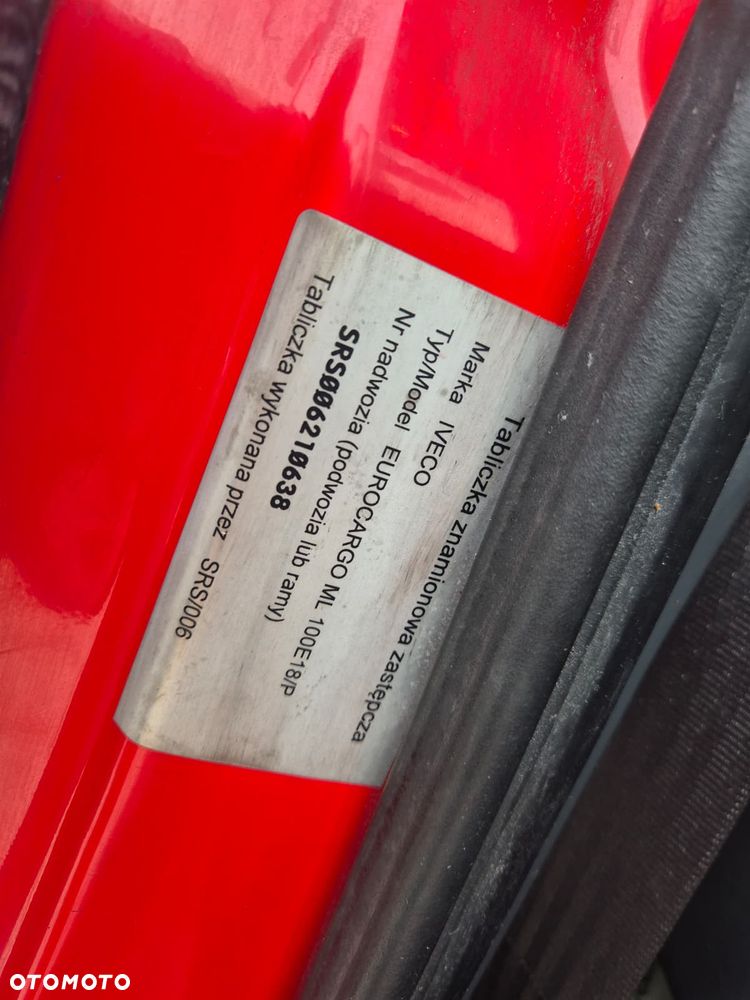 Tabliczka znamionowa zastępcza
Marka IVECO
Typ/Model EUROCARGO ML 100E18/P
Nr nadwozia (podwozia lub ramy)
SRS006210638
Tabliczka wykonana przez SRS/006
OTOMOTO